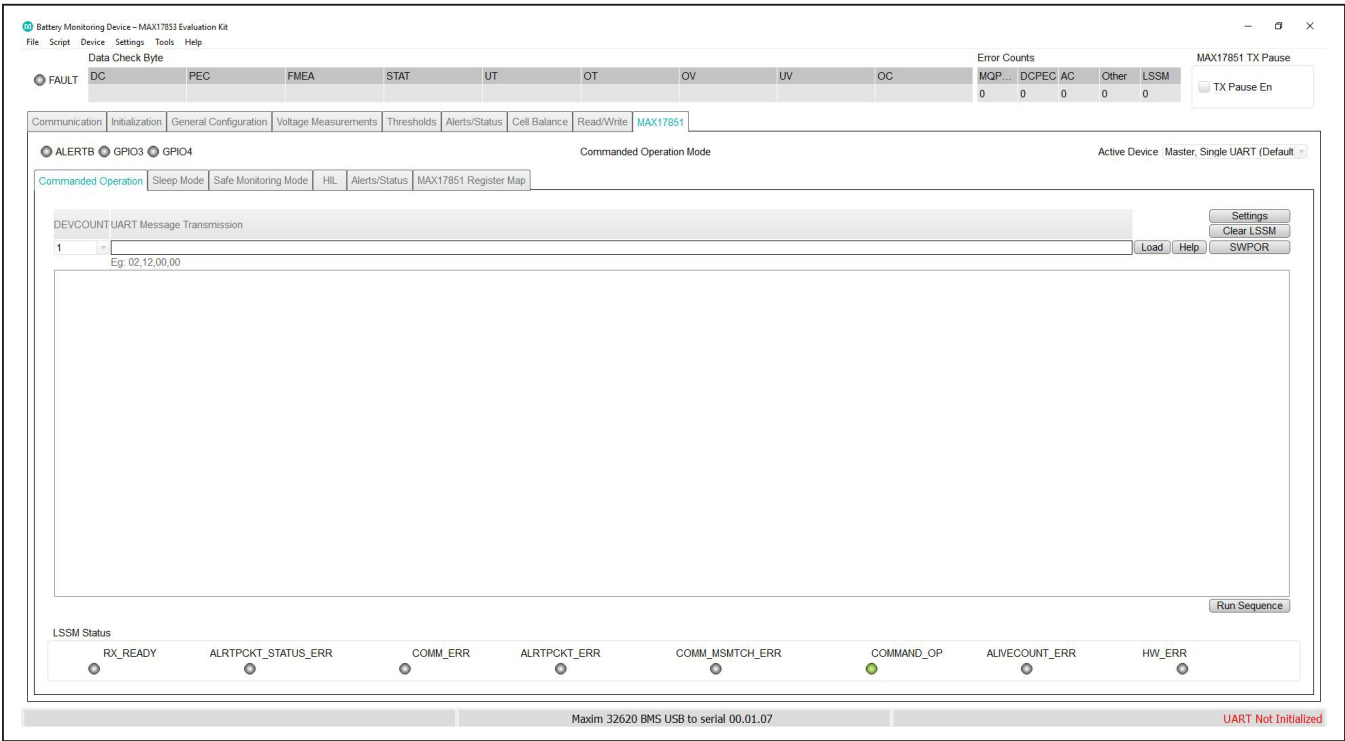 Battery Monitoring Device – MAX17853 Evaluation Kit
File Script Device Settings Tools Help
Data Check Byte Error Counts MAX17851 TX Pause
FAULT DC PEC FMEA STAT UT OT OV UV OC MQP... DCPEC AC Other LSSM
TX Pause En
0 0 0 0 0
Communication Initialization General Configuration Voltage Measurements Thresholds Alerts/Status Cell Balance Read/Write MAX17851
ALERTB GPIO3 GPIO4 Commanded Operation Mode Active Device Master, Single UART (Default
Commanded Operation Sleep Mode Safe Monitoring Mode HIL Alerts/Status MAX17851 Register Map
Settings
DEVCOUNT UART Message Transmission
Clear LSSM
1 Load Help SWPOR
Eg: 02,12,00,00
Run Sequence
LSSM Status
RX_READY ALRTPCKT_STATUS_ERR COMM_ERR ALRTPCKT_ERR COMM_MSMTCH_ERR COMMAND_OP ALIVECOUNT_ERR HW_ERR
Maxim 32620 BMS USB to serial 00.01.07 UART Not Initialized